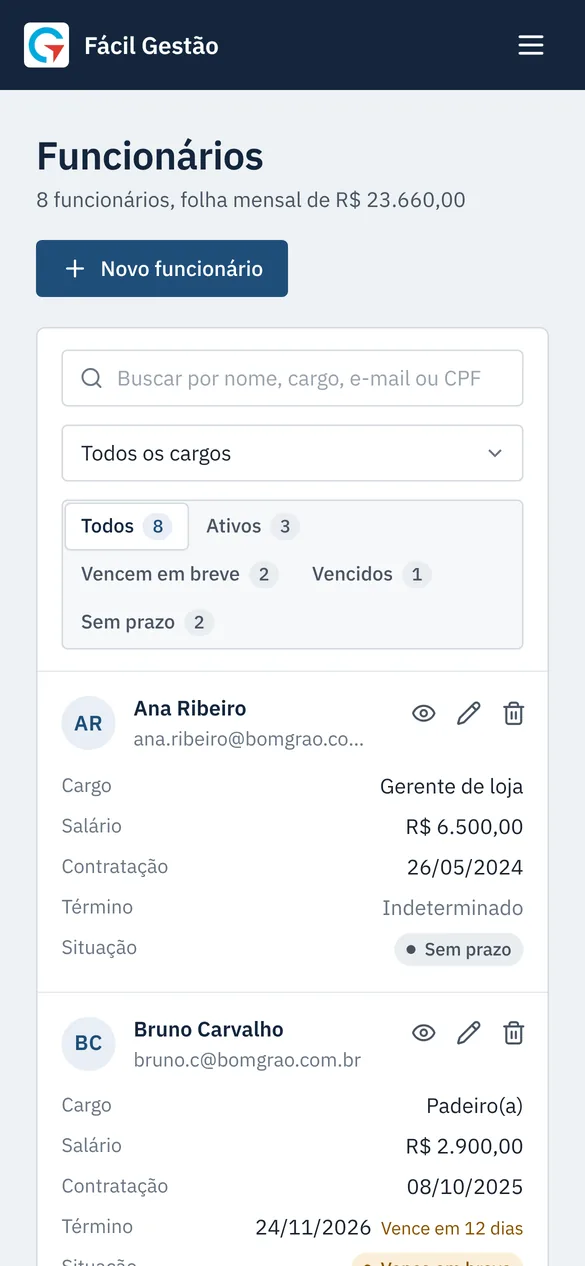 Fácil Gestão
Funcionários
8 funcionários, folha mensal de R$ 23.660,00
+ Novo funcionário
Buscar por nome, cargo, e-mail ou CPF
Todos os cargos
Todos 8 Ativos 3
Vencem em breve 2 Vencidos 1
Sem prazo 2
AR Ana Ribeiro
ana.ribeiro@bomgrao.co...
Cargo Gerente de loja
Salário R$ 6.500,00
Contratação 26/05/2024
Término Indeterminado
Situação Sem prazo
BC Bruno Carvalho
bruno.c@bomgrao.com.br
Cargo Padeiro(a)
Salário R$ 2.900,00
Contratação 08/10/2025
Término 24/11/2026 Vence em 12 dias
Situação Vence em breve